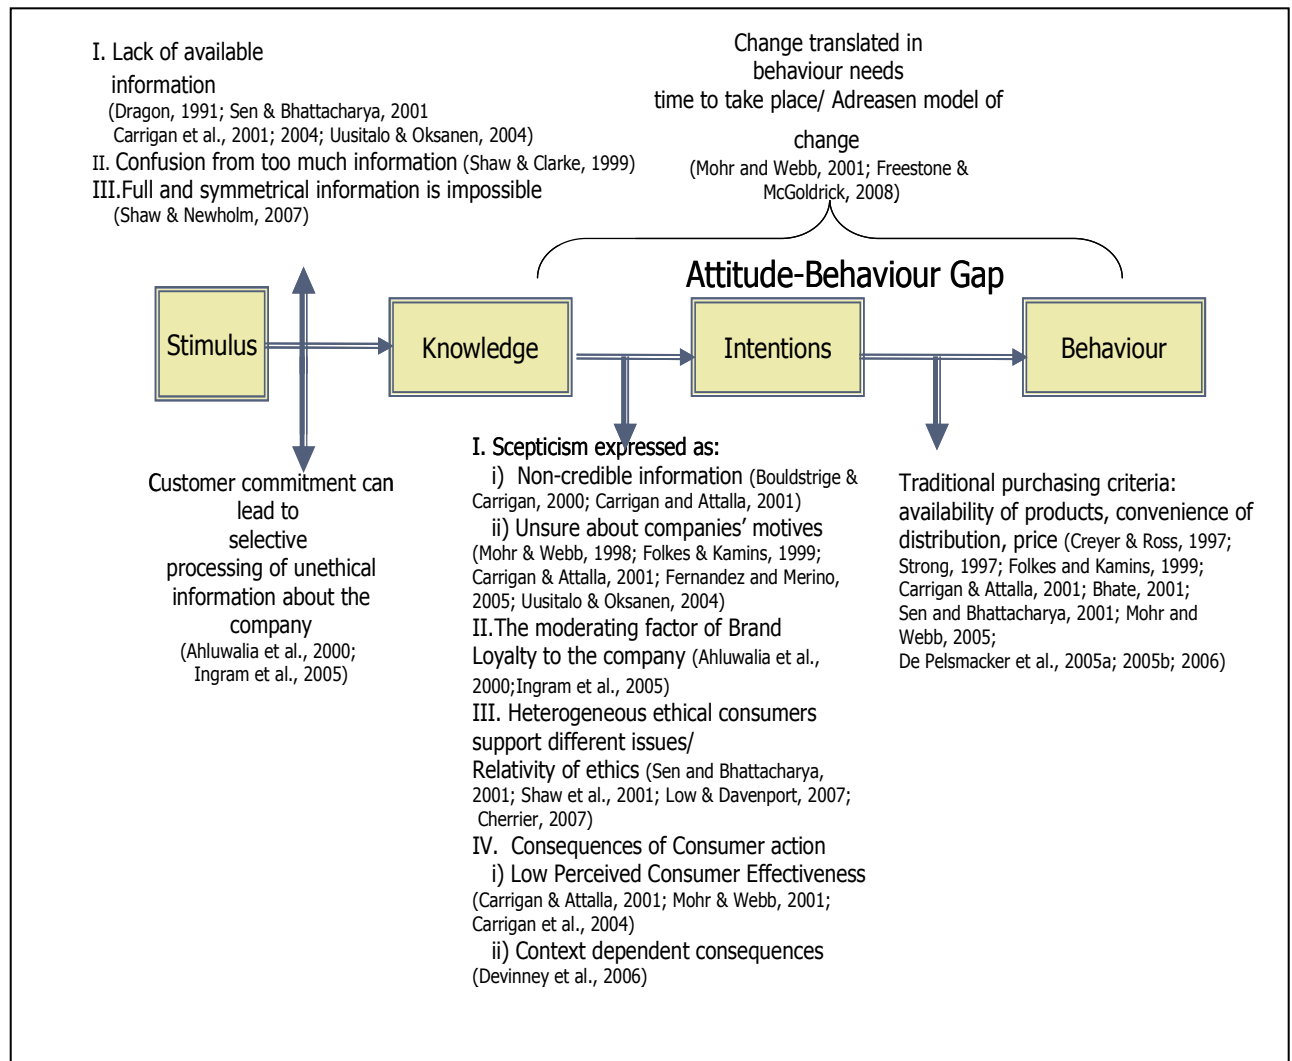 I. Lack of available
information
(Dragon, 1991; Sen & Bhattacharya, 2001
Carrigan et al., 2001; 2004; Uusitalo & Oksanen, 2004)
II. Confusion from too much information (Shaw & Clarke, 1999)
III.Full and symmetrical information is impossible
(Shaw & Newholm, 2007)
Change translated in
behaviour needs
time to take place/ Adreasen model of
change
(Mohr and Webb, 2001; Freestone &
McGoldrick, 2008)
Attitude-Behaviour Gap
Stimulus
Knowledge
Intentions
Behaviour
Customer commitment can
lead to
selective
processing of unethical
information about the
company
(Ahluwalia et al., 2000;
Ingram et al., 2005)
I. Scepticism expressed as:
i) Non-credible information (Bouldstrige &
Carrigan, 2000; Carrigan and Attalla, 2001)
ii) Unsure about companies' motives
(Mohr & Webb, 1998; Folkes & Kamins, 1999;
Carrigan & Attalla, 2001; Fernandez and Merino,
2005; Uusitalo & Oksanen, 2004)
II.The moderating factor of Brand
Loyalty to the company (Ahluwalia et al.,
2000;Ingram et al., 2005)
III. Heterogeneous ethical consumers
support different issues/
Relativity of ethics (Sen and Bhattacharya,
2001; Shaw et al., 2001; Low & Davenport, 2007;
Cherrier, 2007)
IV. Consequences of Consumer action
i) Low Perceived Consumer Effectiveness
(Carrigan & Attalla, 2001; Mohr & Webb, 2001;
Carrigan et al., 2004)
ii) Context dependent consequences
(Devinney et al., 2006)
Traditional purchasing criteria:
availability of products, convenience of
distribution, price (Creyer & Ross, 1997;
Strong, 1997; Folkes and Kamins, 1999;
Carrigan & Attalla, 2001; Bhate, 2001;
Sen and Bhattacharya, 2001; Mohr and
Webb, 2005;
De Pelsmacker et al., 2005a; 2005b; 2006)